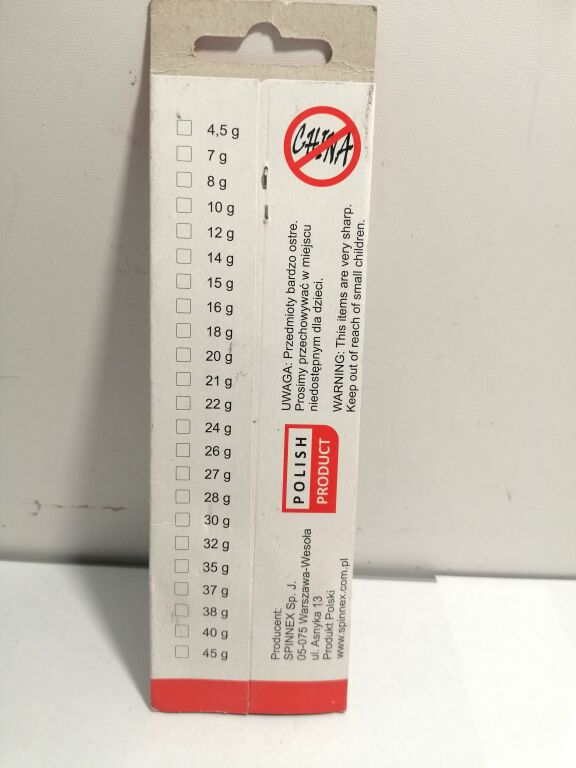 4,5 g
7 g
8 g
10 g
12 g
14 g
15 g
16 g
18 g
20 g
21 g
22 g
24 g
26 g
27 g
28 g
30 g
32 g
35 g
37 g
38 g
40 g
45 g
CHINA
UWAGA: Przedmioty bardzo ostre.
Prosimy przechowywać w miejscu
niedostępnym dla dzieci.
WARNING: This items are very sharp.
Keep out of reach of small children.
POLISH
PRODUCT
Producent:
SPINNEX Sp. J.
05-075 Warszawa-Wesoła
ul. Asnyka 13
Produkt Polski
www.spinnex.com.pl